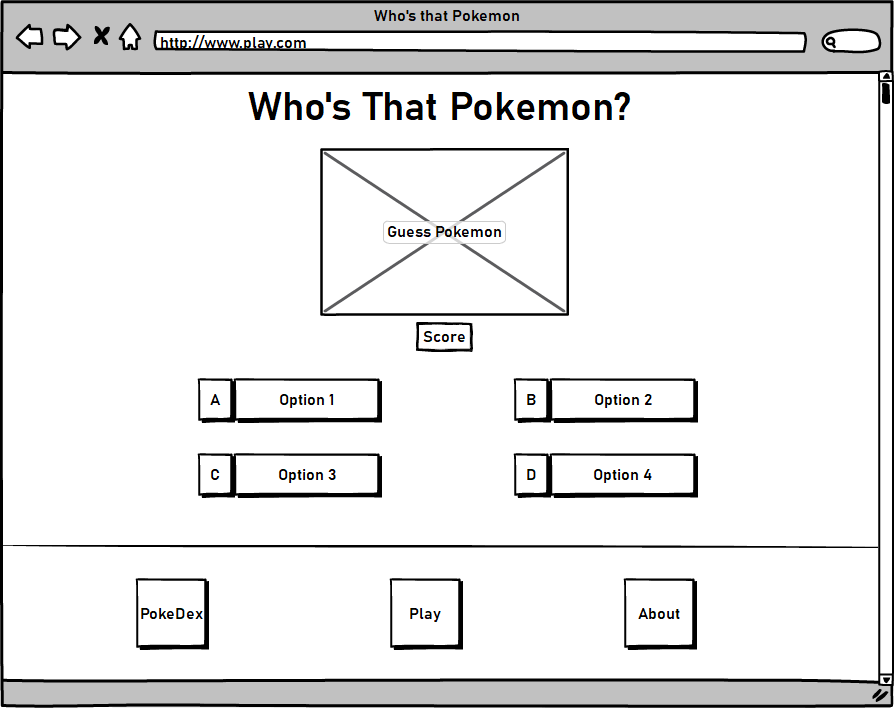 Who's that Pokemon
http://www.play.com
Who's That Pokemon?
Guess Pokemon
Score
A Option 1
B Option 2
C Option 3
D Option 4
PokeDex
Play
About